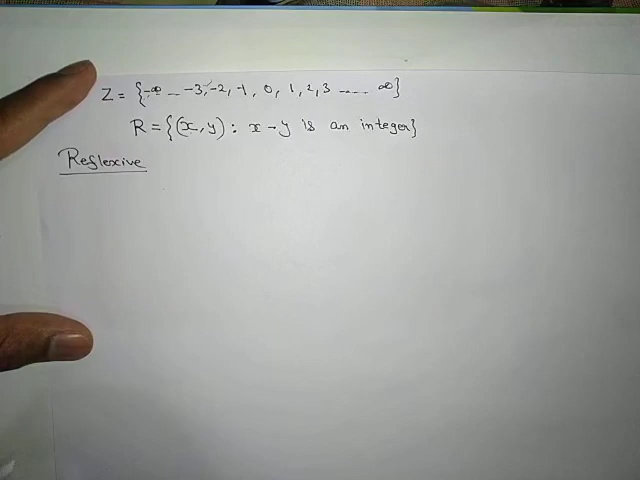 Z = {-∞ -- -3, -2, -1, 0, 1, 2, 3 ---- ∞}
R = {(x, y) : x - y is an integer}
Reflexive